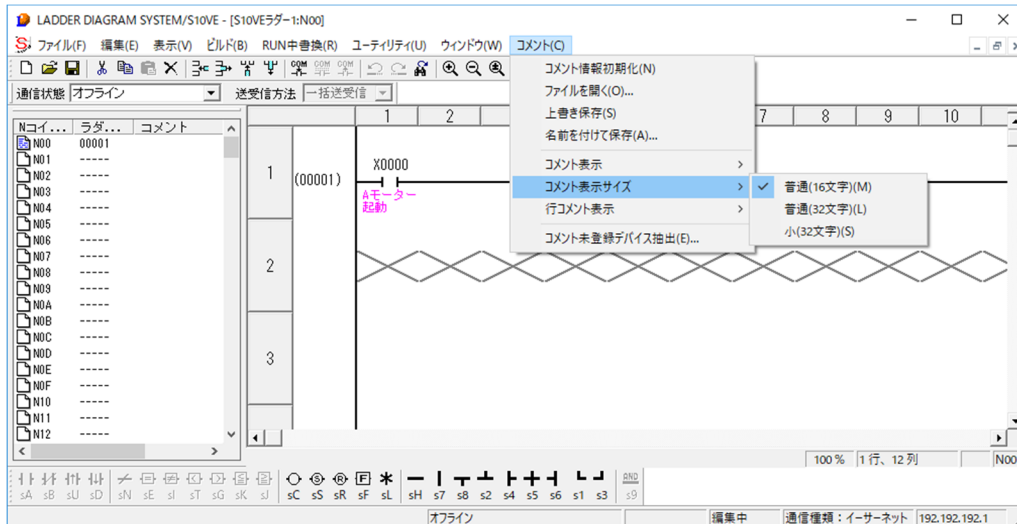 LADDER DIAGRAM SYSTEM/S10VE - [S10VEラダー1:N00]
ファイル(F) 編集(E) 表示(V) ビルド(B) RUN中書換(R) ユーティリティ(U) ウィンドウ(W) コメント(C)
通信状態 オフライン 送受信方法 一括送受信
コメント情報初期化(N)
ファイルを開く(O)...
上書き保存(S)
名前を付けて保存(A)...
コメント表示
コメント表示サイズ
行コメント表示
コメント未登録デバイス抽出(E)...
普通(16文字)(M)
普通(32文字)(L)
小(32文字)(S)
Nコイ... ラダ... コメント
N00 00001
N01 -----
N02 -----
N03 -----
N04 -----
N05 -----
N06 -----
N07 -----
N08 -----
N09 -----
N0A -----
N0B -----
N0C -----
N0D -----
N0E -----
N0F -----
N10 -----
N11 -----
N12 -----
1 2 7 8 9 10
1 (00001) X0000
Aモーター
起動
2
3
100 % 1行、12列 N00
sA sB sU sD sN sE sI sT sG sK sJ sC sS sR sF sL sH s7 s8 s2 s4 s5 s6 s1 s3 s9
オフライン 編集中 通信種類：イーサーネット 192.192.192.1